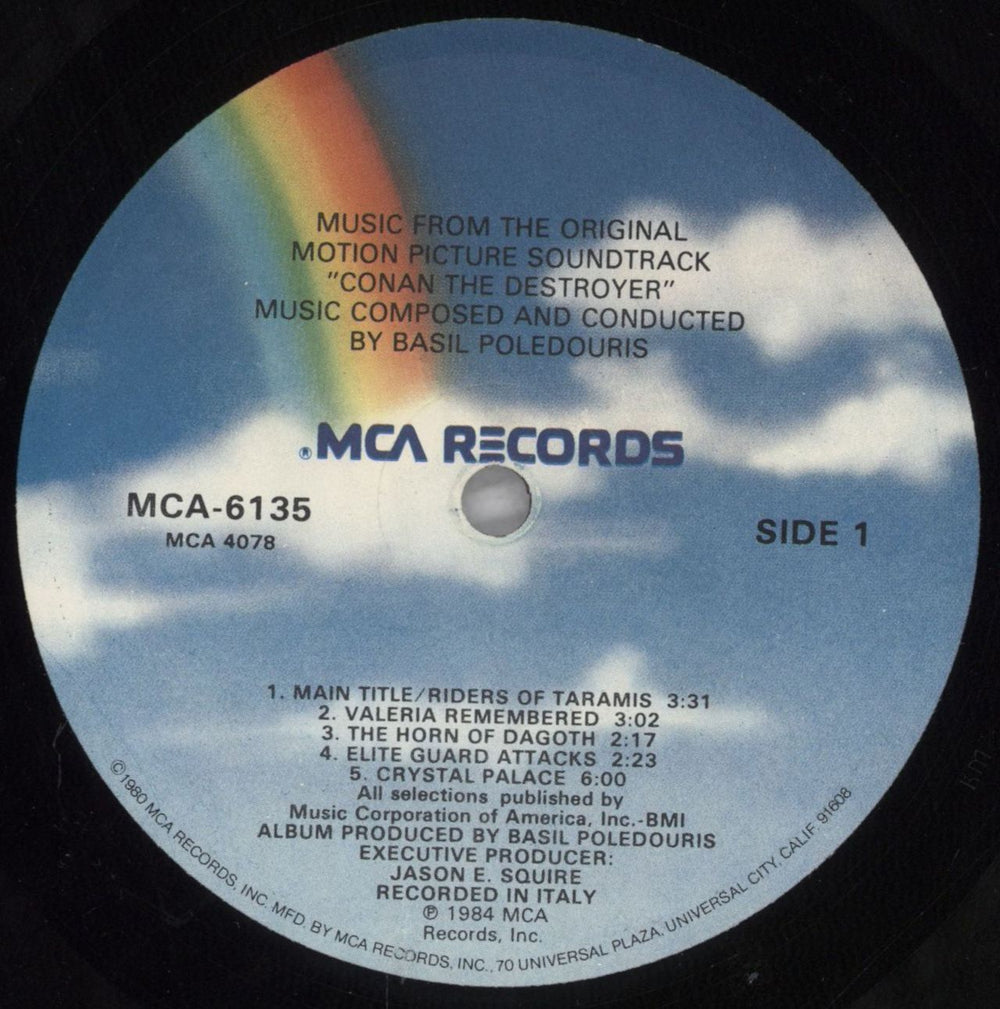 MUSIC FROM THE ORIGINAL
MOTION PICTURE SOUNDTRACK
"CONAN THE DESTROYER"
MUSIC COMPOSED AND CONDUCTED
BY BASIL POLEDOURIS
® MCA RECORDS
MCA-6135
MCA 4078
SIDE 1
1. MAIN TITLE/RIDERS OF TARAMIS 3:31
2. VALERIA REMEMBERED 3:02
3. THE HORN OF DAGOTH 2:17
4. ELITE GUARD ATTACKS 2:23
5. CRYSTAL PALACE 6:00
All selections published by
Music Corporation of America, Inc.-BMI
ALBUM PRODUCED BY BASIL POLEDOURIS
EXECUTIVE PRODUCER:
JASON E. SQUIRE
RECORDED IN ITALY
℗ 1984 MCA
Records, Inc.
© 1980 MCA RECORDS, INC. MFD. BY MCA RECORDS, INC., 70 UNIVERSAL PLAZA, UNIVERSAL CITY, CALIF. 91608